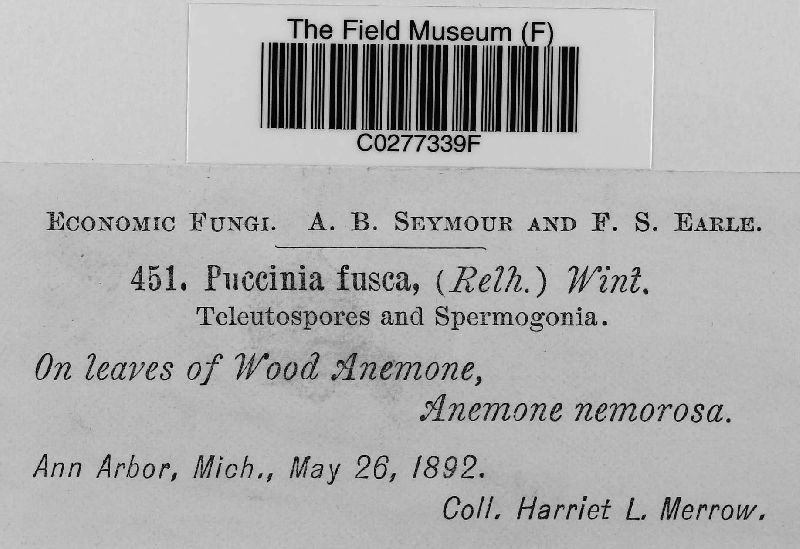 The Field Museum (F)
C0277339F
Economic Fungi. A. B. Seymour and F. S. Earle.
451. Puccinia fusca, (Relh.) Wint.
Teleutospores and Spermogonia.
On leaves of Wood Anemone,
Anemone nemorosa.
Ann Arbor, Mich., May 26, 1892.
Coll. Harriet L. Merrow.